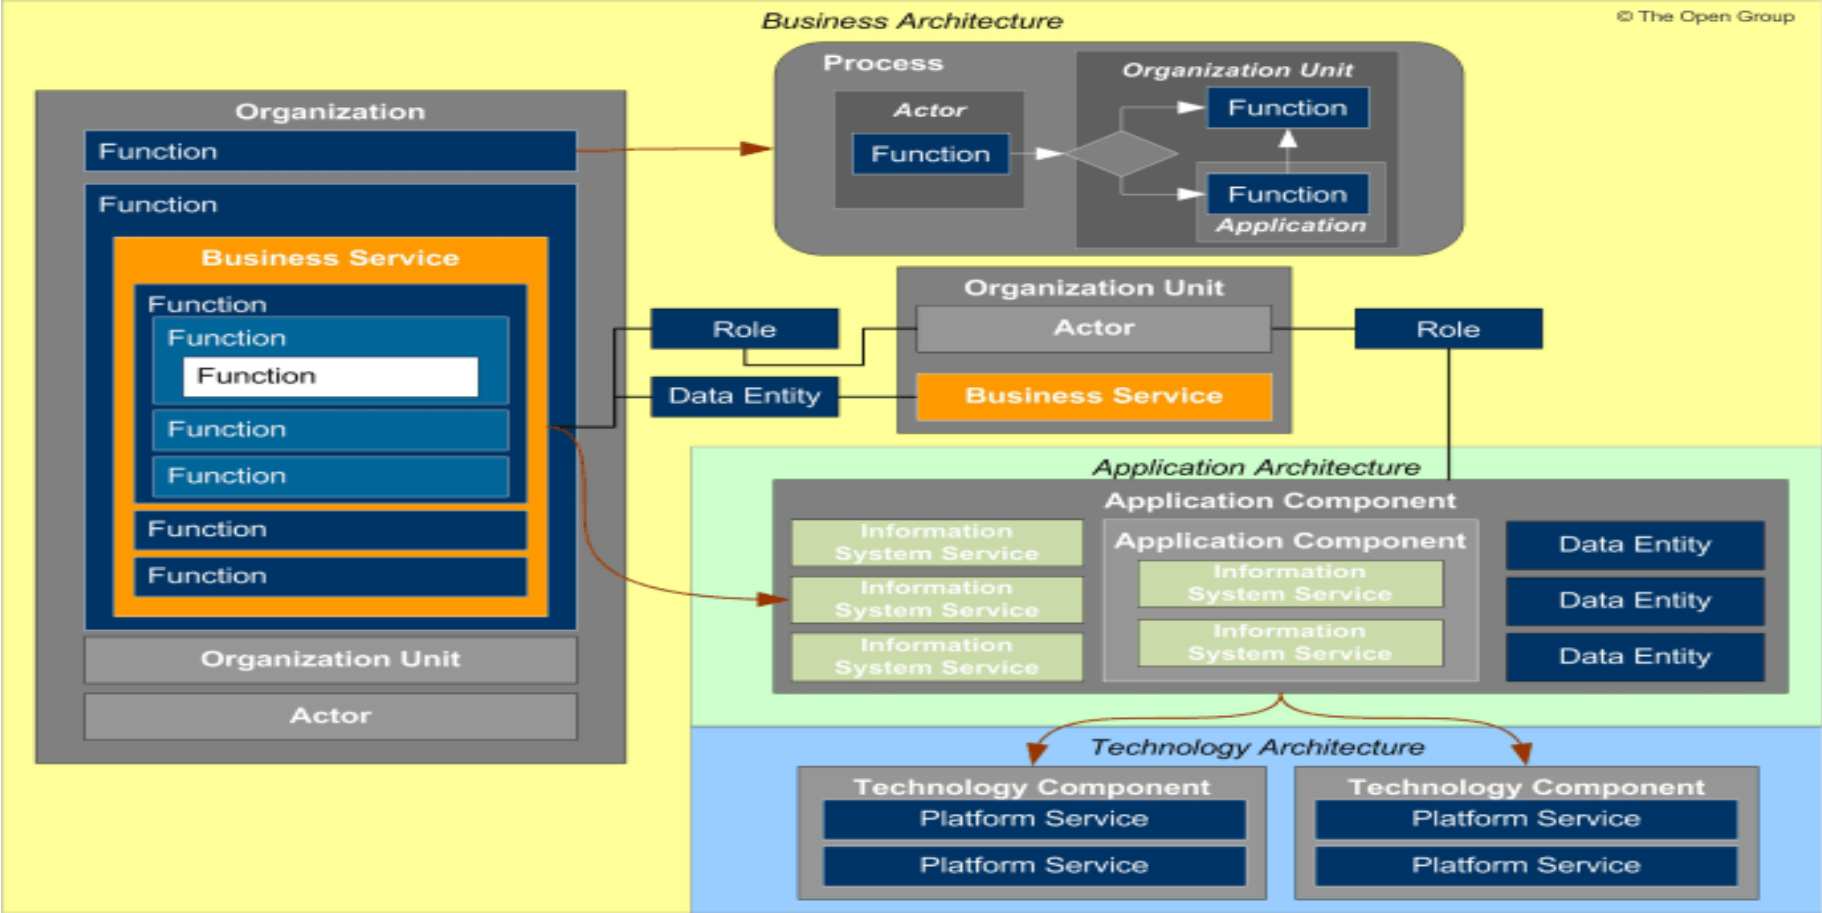 Business Architecture
© The Open Group
Organization
Function
Function
Business Service
Function
Function
Function
Function
Function
Function
Function
Organization Unit
Actor
Process
Actor
Function
Organization Unit
Function
Function
Application
Role
Data Entity
Organization Unit
Actor
Business Service
Role
Application Architecture
Application Component
Information
System Service
Information
System Service
Information
System Service
Application Component
Information
System Service
Information
System Service
Data Entity
Data Entity
Data Entity
Technology Architecture
Technology Component
Platform Service
Platform Service
Technology Component
Platform Service
Platform Service